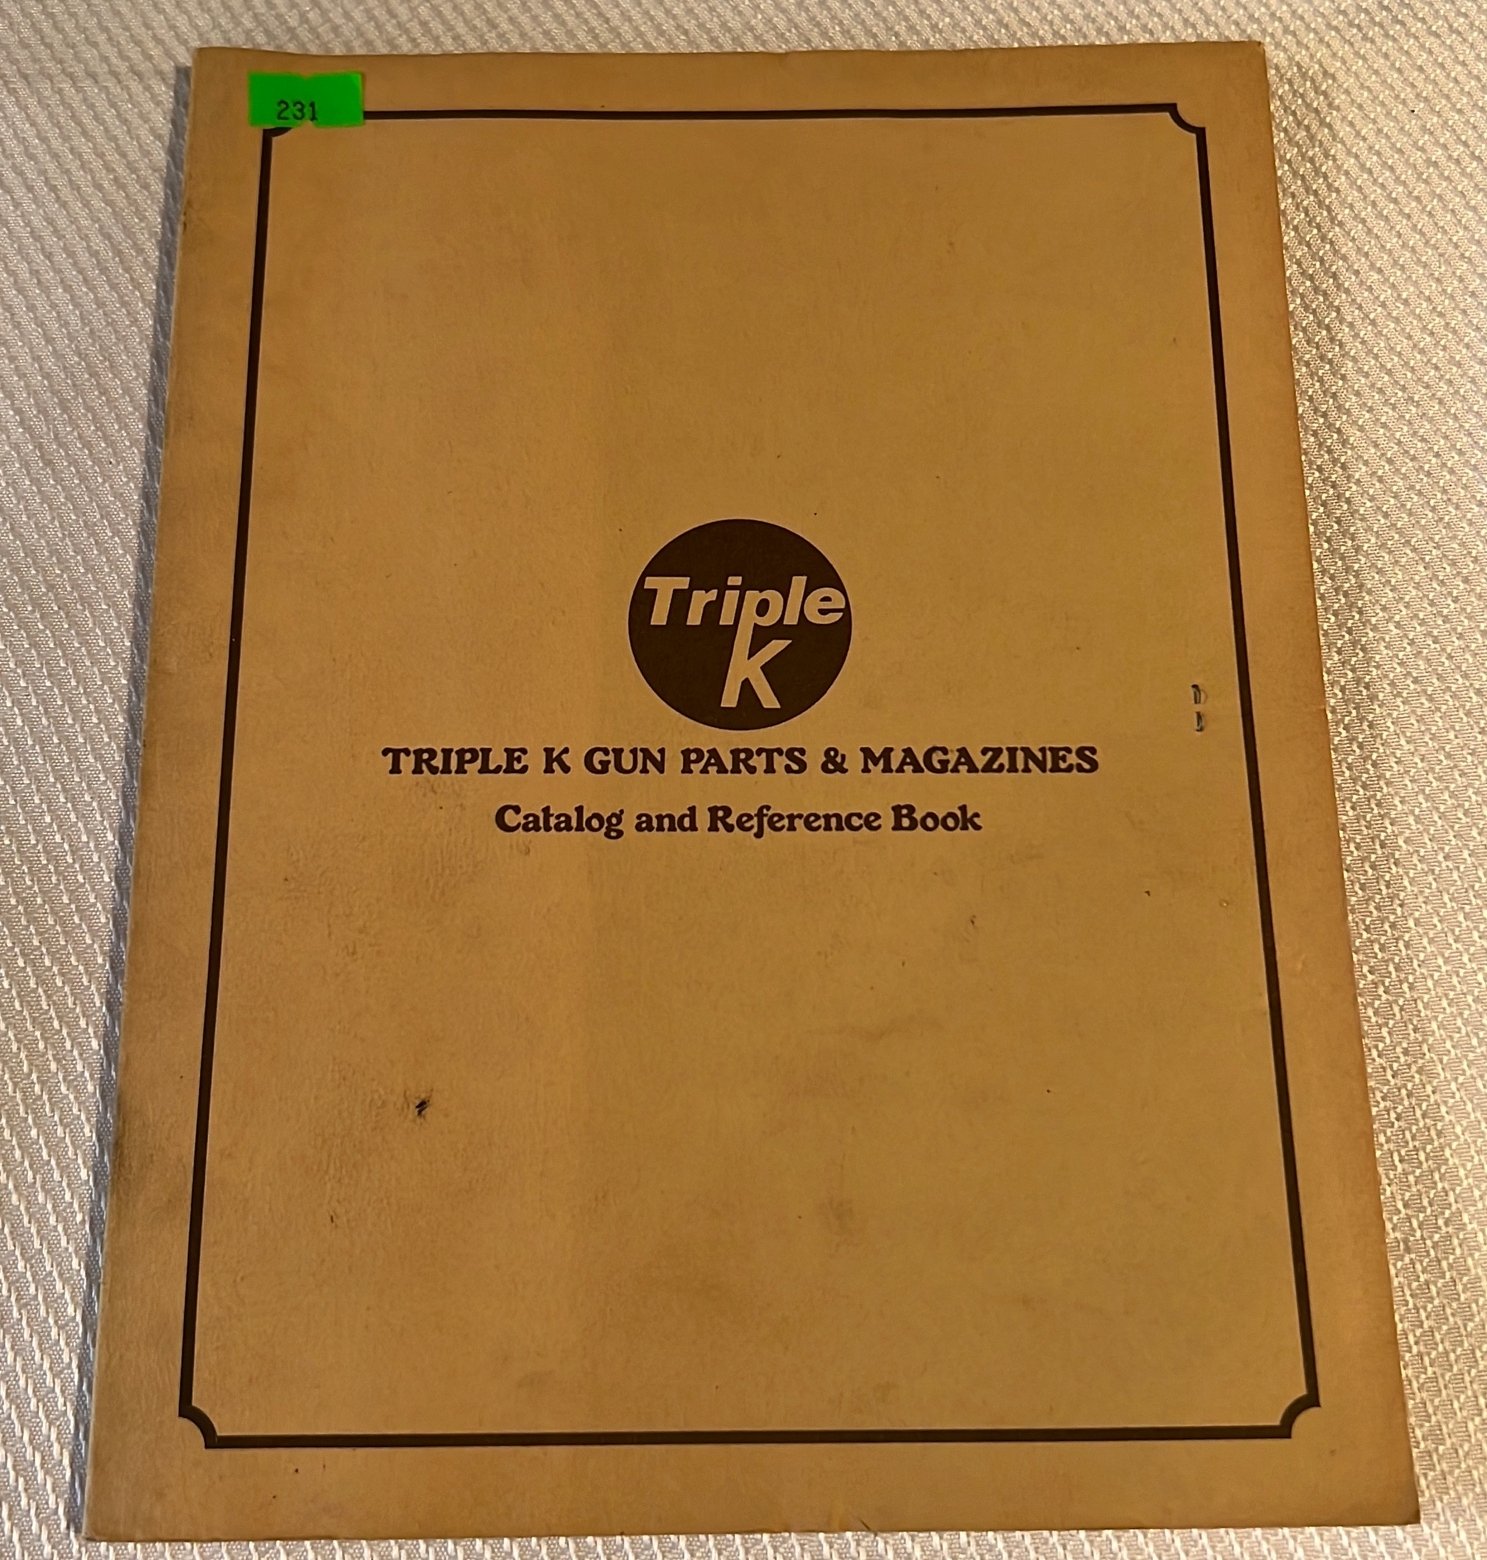 231
Triple
K
TRIPLE K GUN PARTS & MAGAZINES
Catalog and Reference Book